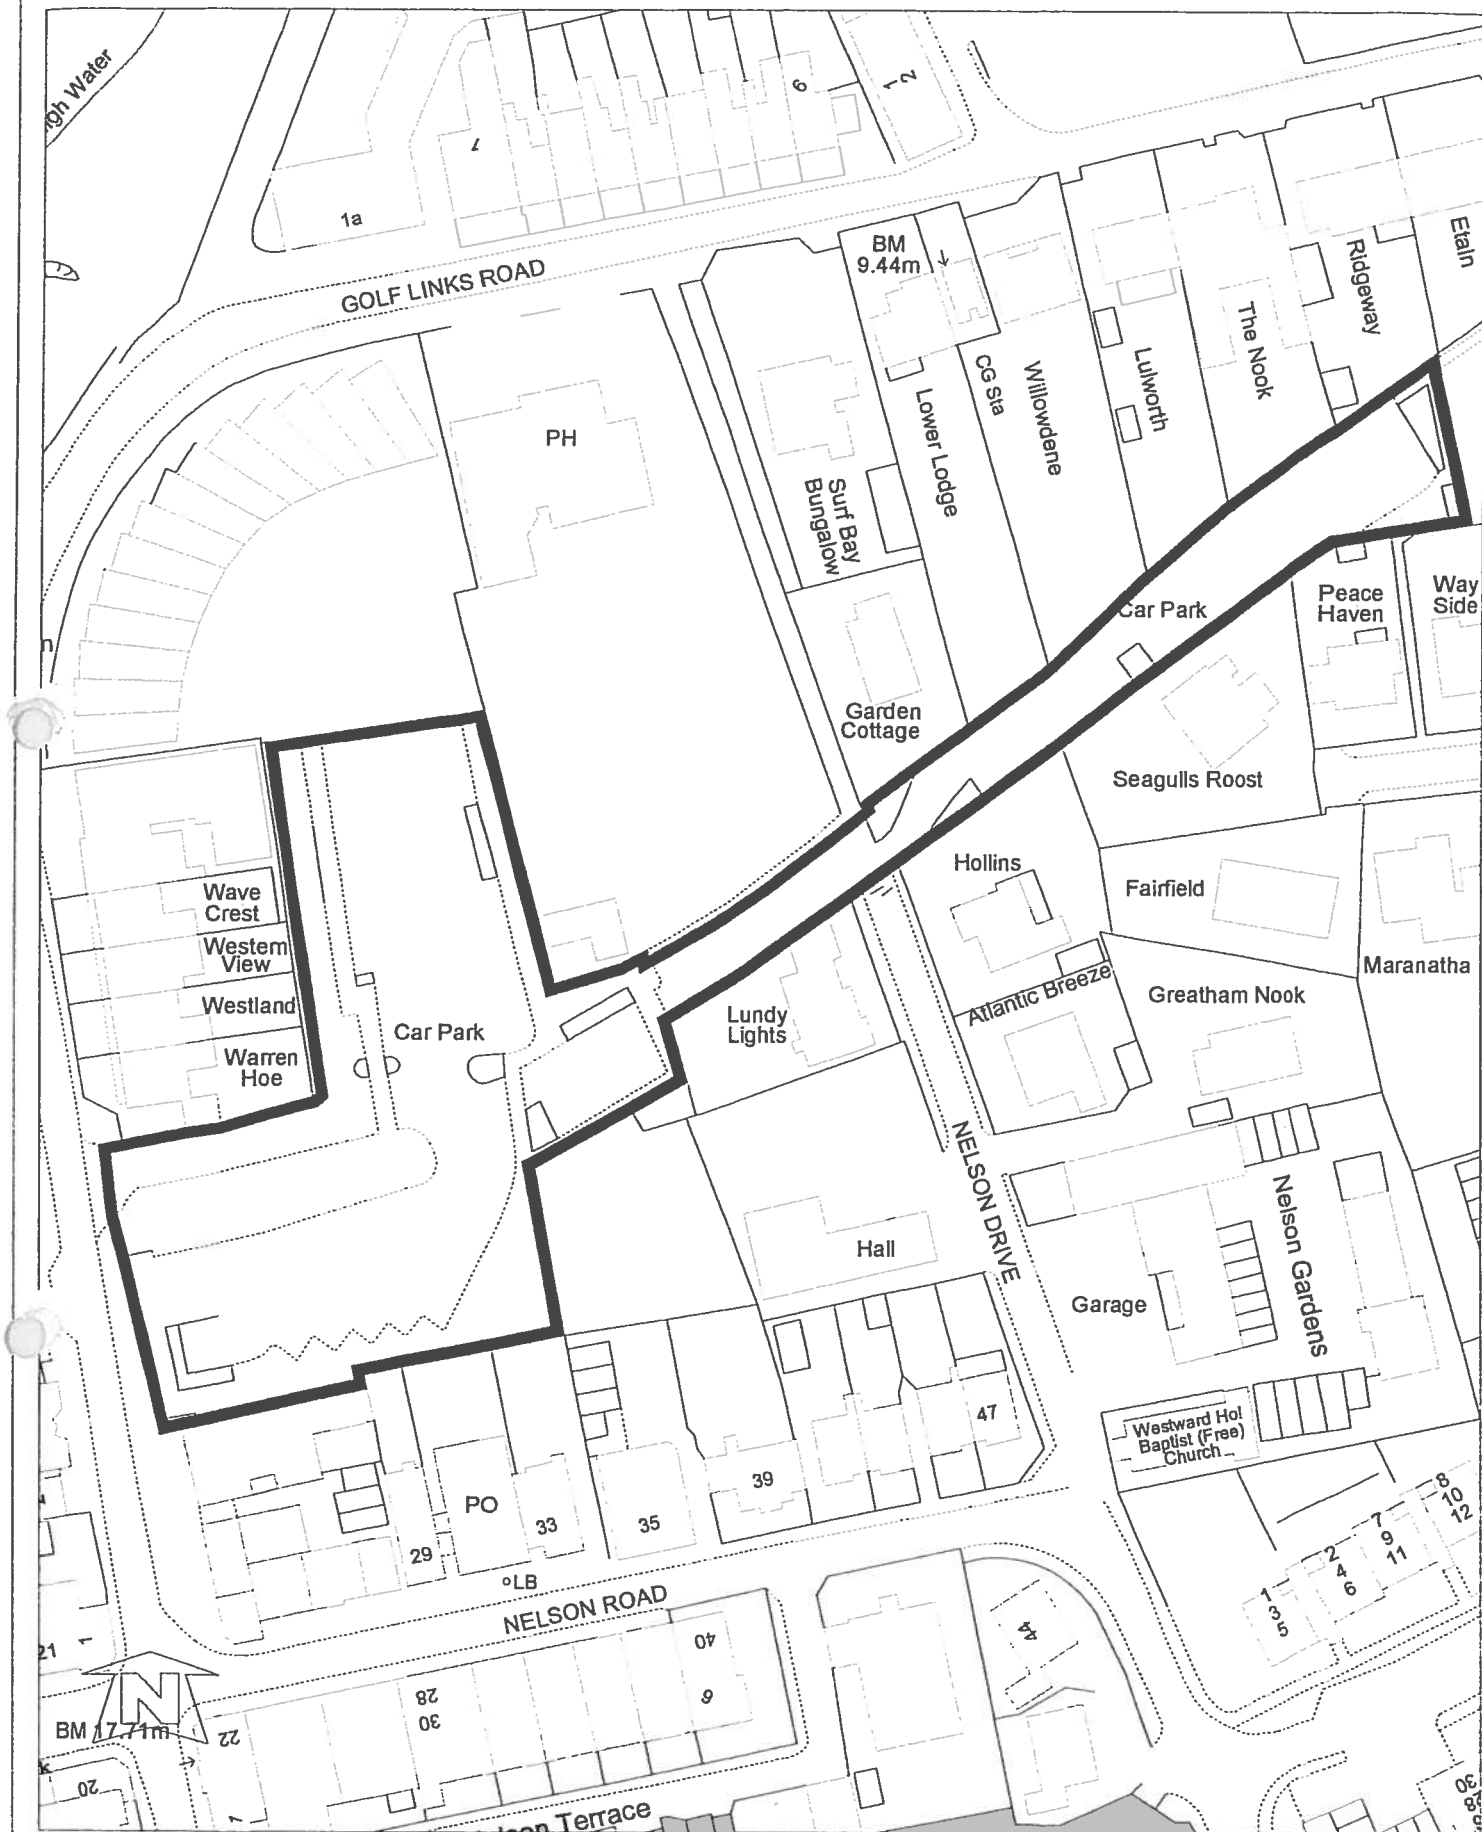 1
2
6
7
1a
GOLF LINKS ROAD
BM
9.44m
Etain
Ridgeway
The Nook
Lulworth
Willowdene
CG Sta
Lower Lodge
PH
Surf Bay
Bungalow
Car Park
Peace
Haven
Way
Side
Garden
Cottage
Seagulls Roost
Hollins
Fairfield
Wave
Crest
Western
View
Westland
Warren
Hoe
Car Park
Lundy
Lights
Atlantic Breeze
Greatham Nook
Maranatha
NELSON DRIVE
Hall
Garage
Nelson Gardens
47
Westward Ho!
Baptist (Free)
Church
39
PO
33
35
29
LB
NELSON ROAD
8
10
12
7
9
11
2
4
6
1
3
5
44
40
9
28
30
22
21
1
N
BM 17.71m
20
1
Terrace
30